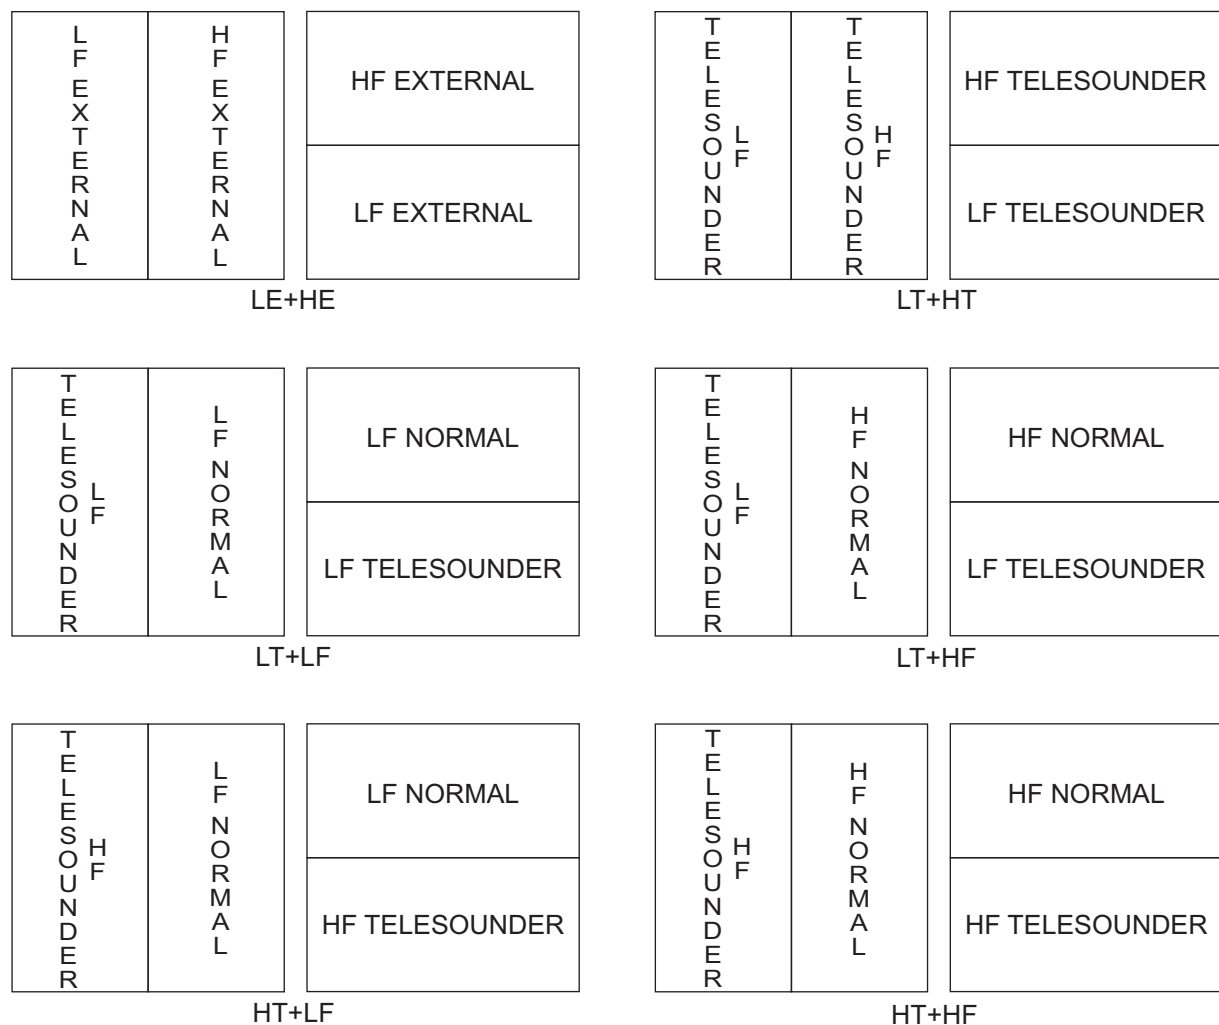 LF EXTERNAL
HF EXTERNAL
HF EXTERNAL
LF EXTERNAL
LE+HE
TELESOUNDER
LF
TELESOUNDER
HF
HF TELESOUNDER
LF TELESOUNDER
LT+HT
TELESOUNDER
LF
LF NORMAL
LF NORMAL
LF TELESOUNDER
LT+LF
TELESOUNDER
LF
HF NORMAL
HF NORMAL
LF TELESOUNDER
LT+HF
TELESOUNDER
HF
LF NORMAL
LF NORMAL
HF TELESOUNDER
HT+LF
TELESOUNDER
HF
HF NORMAL
HF NORMAL
HF TELESOUNDER
HT+HF